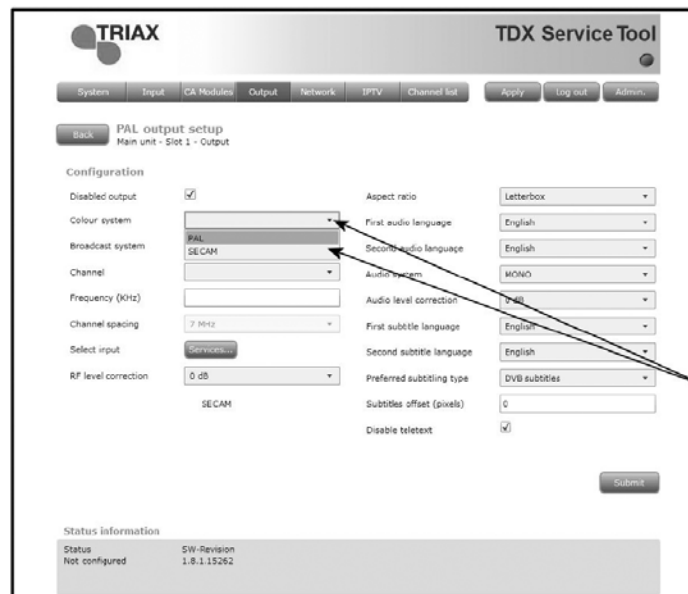 TRIAX
TDX Service Tool
System Input CA Modules Output Network IPTV Channel list Apply Log out Admin.
Back
PAL output setup
Main unit - Slot 1 - Output
Configuration
Disabled output
Colour system
PAL
SECAM
Broadcast system
Channel
Frequency (KHz)
Channel spacing 7 MHz
Select input Services...
RF level correction 0 dB
SECAM
Aspect ratio Letterbox
First audio language English
Second audio language English
Audio system MONO
Audio level correction 0 dB
First subtitle language English
Second subtitle language English
Preferred subtitling type DVB subtitles
Subtitles offset (pixels) 0
Disable teletext
Submit
Status information
Status SW-Revision
Not configured 1.8.1.15262